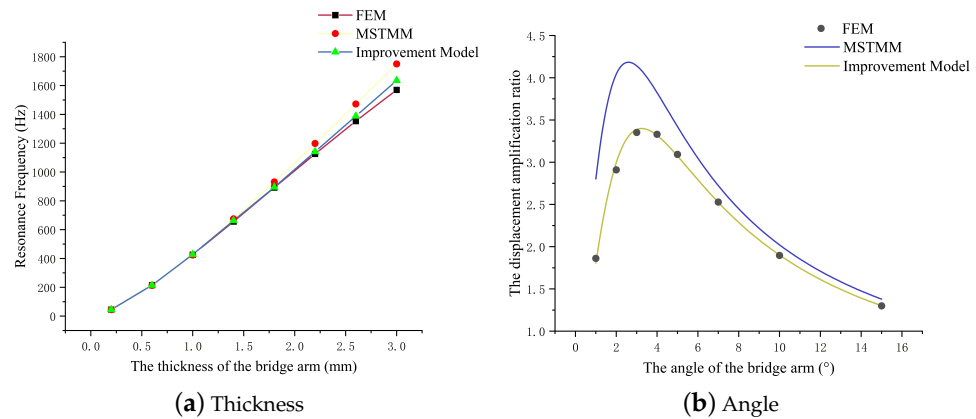 FEM
MSTMM
Improvement Model
1800
1600
1400
1200
1000
800
600
400
200
0
Resonance Frequency (Hz)
0.0 0.5 1.0 1.5 2.0 2.5 3.0
The thickness of the bridge arm (mm)
(a) Thickness
FEM
MSTMM
Improvement Model
4.5
4.0
3.5
3.0
2.5
2.0
1.5
1.0
The displacement amplification ratio
0 2 4 6 8 10 12 14 16
The angle of the bridge arm (°)
(b) Angle